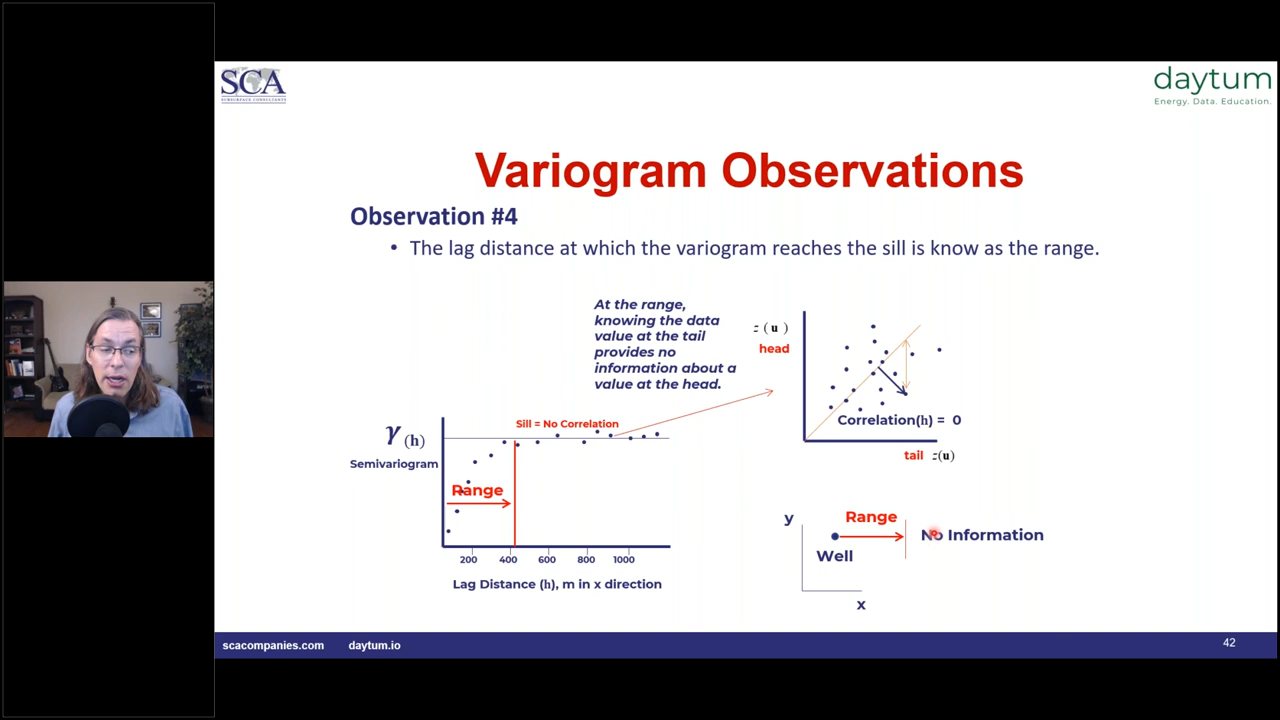 SCA
SUBSURFACE CONSULTANTS
daytum
Energy. Data. Education.
Variogram Observations
Observation #4
• The lag distance at which the variogram reaches the sill is know as the range.
At the range,
knowing the data
value at the tail
provides no
information about a
value at the head.
z(u)
head
Correlation(h) = 0
tail z(u)
γ(h)
Semivariogram
Sill = No Correlation
Range
200 400 600 800 1000
Lag Distance (h), m in x direction
y
Range
No Information
Well
x
scacompanies.com daytum.io
42